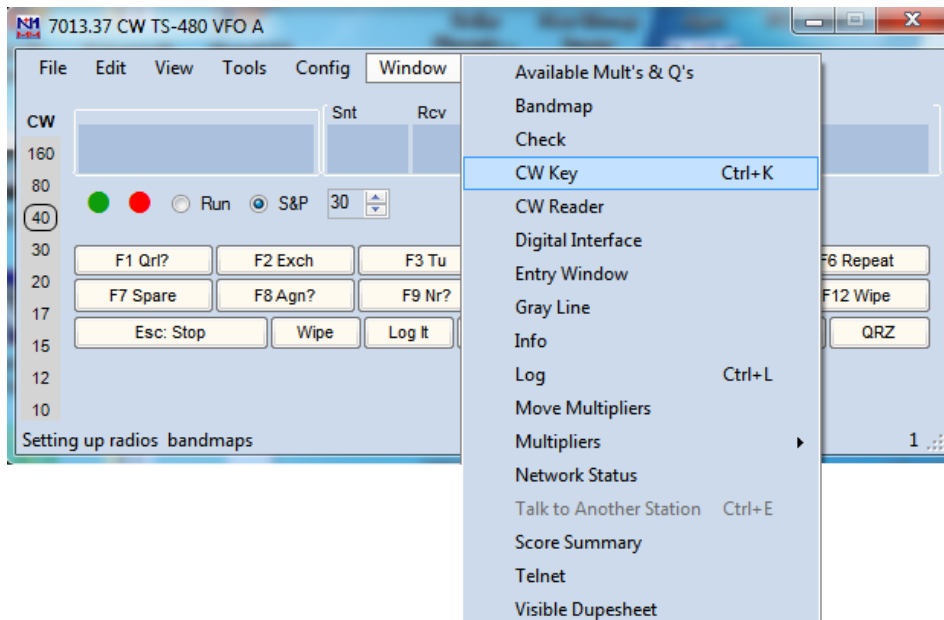 7013.37 CW TS-480 VFO A
File Edit View Tools Config Window
CW
Snt Rcv
160
80
40
30
20
17
15
12
10
Run S&P 30
F1 Qrl? F2 Exch F3 Tu F6 Repeat
F7 Spare F8 Agn? F9 Nr? F12 Wipe
Esc: Stop Wipe Log It QRZ
Setting up radios bandmaps 1
Available Mult's & Q's
Bandmap
Check
CW Key Ctrl+K
CW Reader
Digital Interface
Entry Window
Gray Line
Info
Log Ctrl+L
Move Multipliers
Multipliers
Network Status
Talk to Another Station Ctrl+E
Score Summary
Telnet
Visible Dupesheet